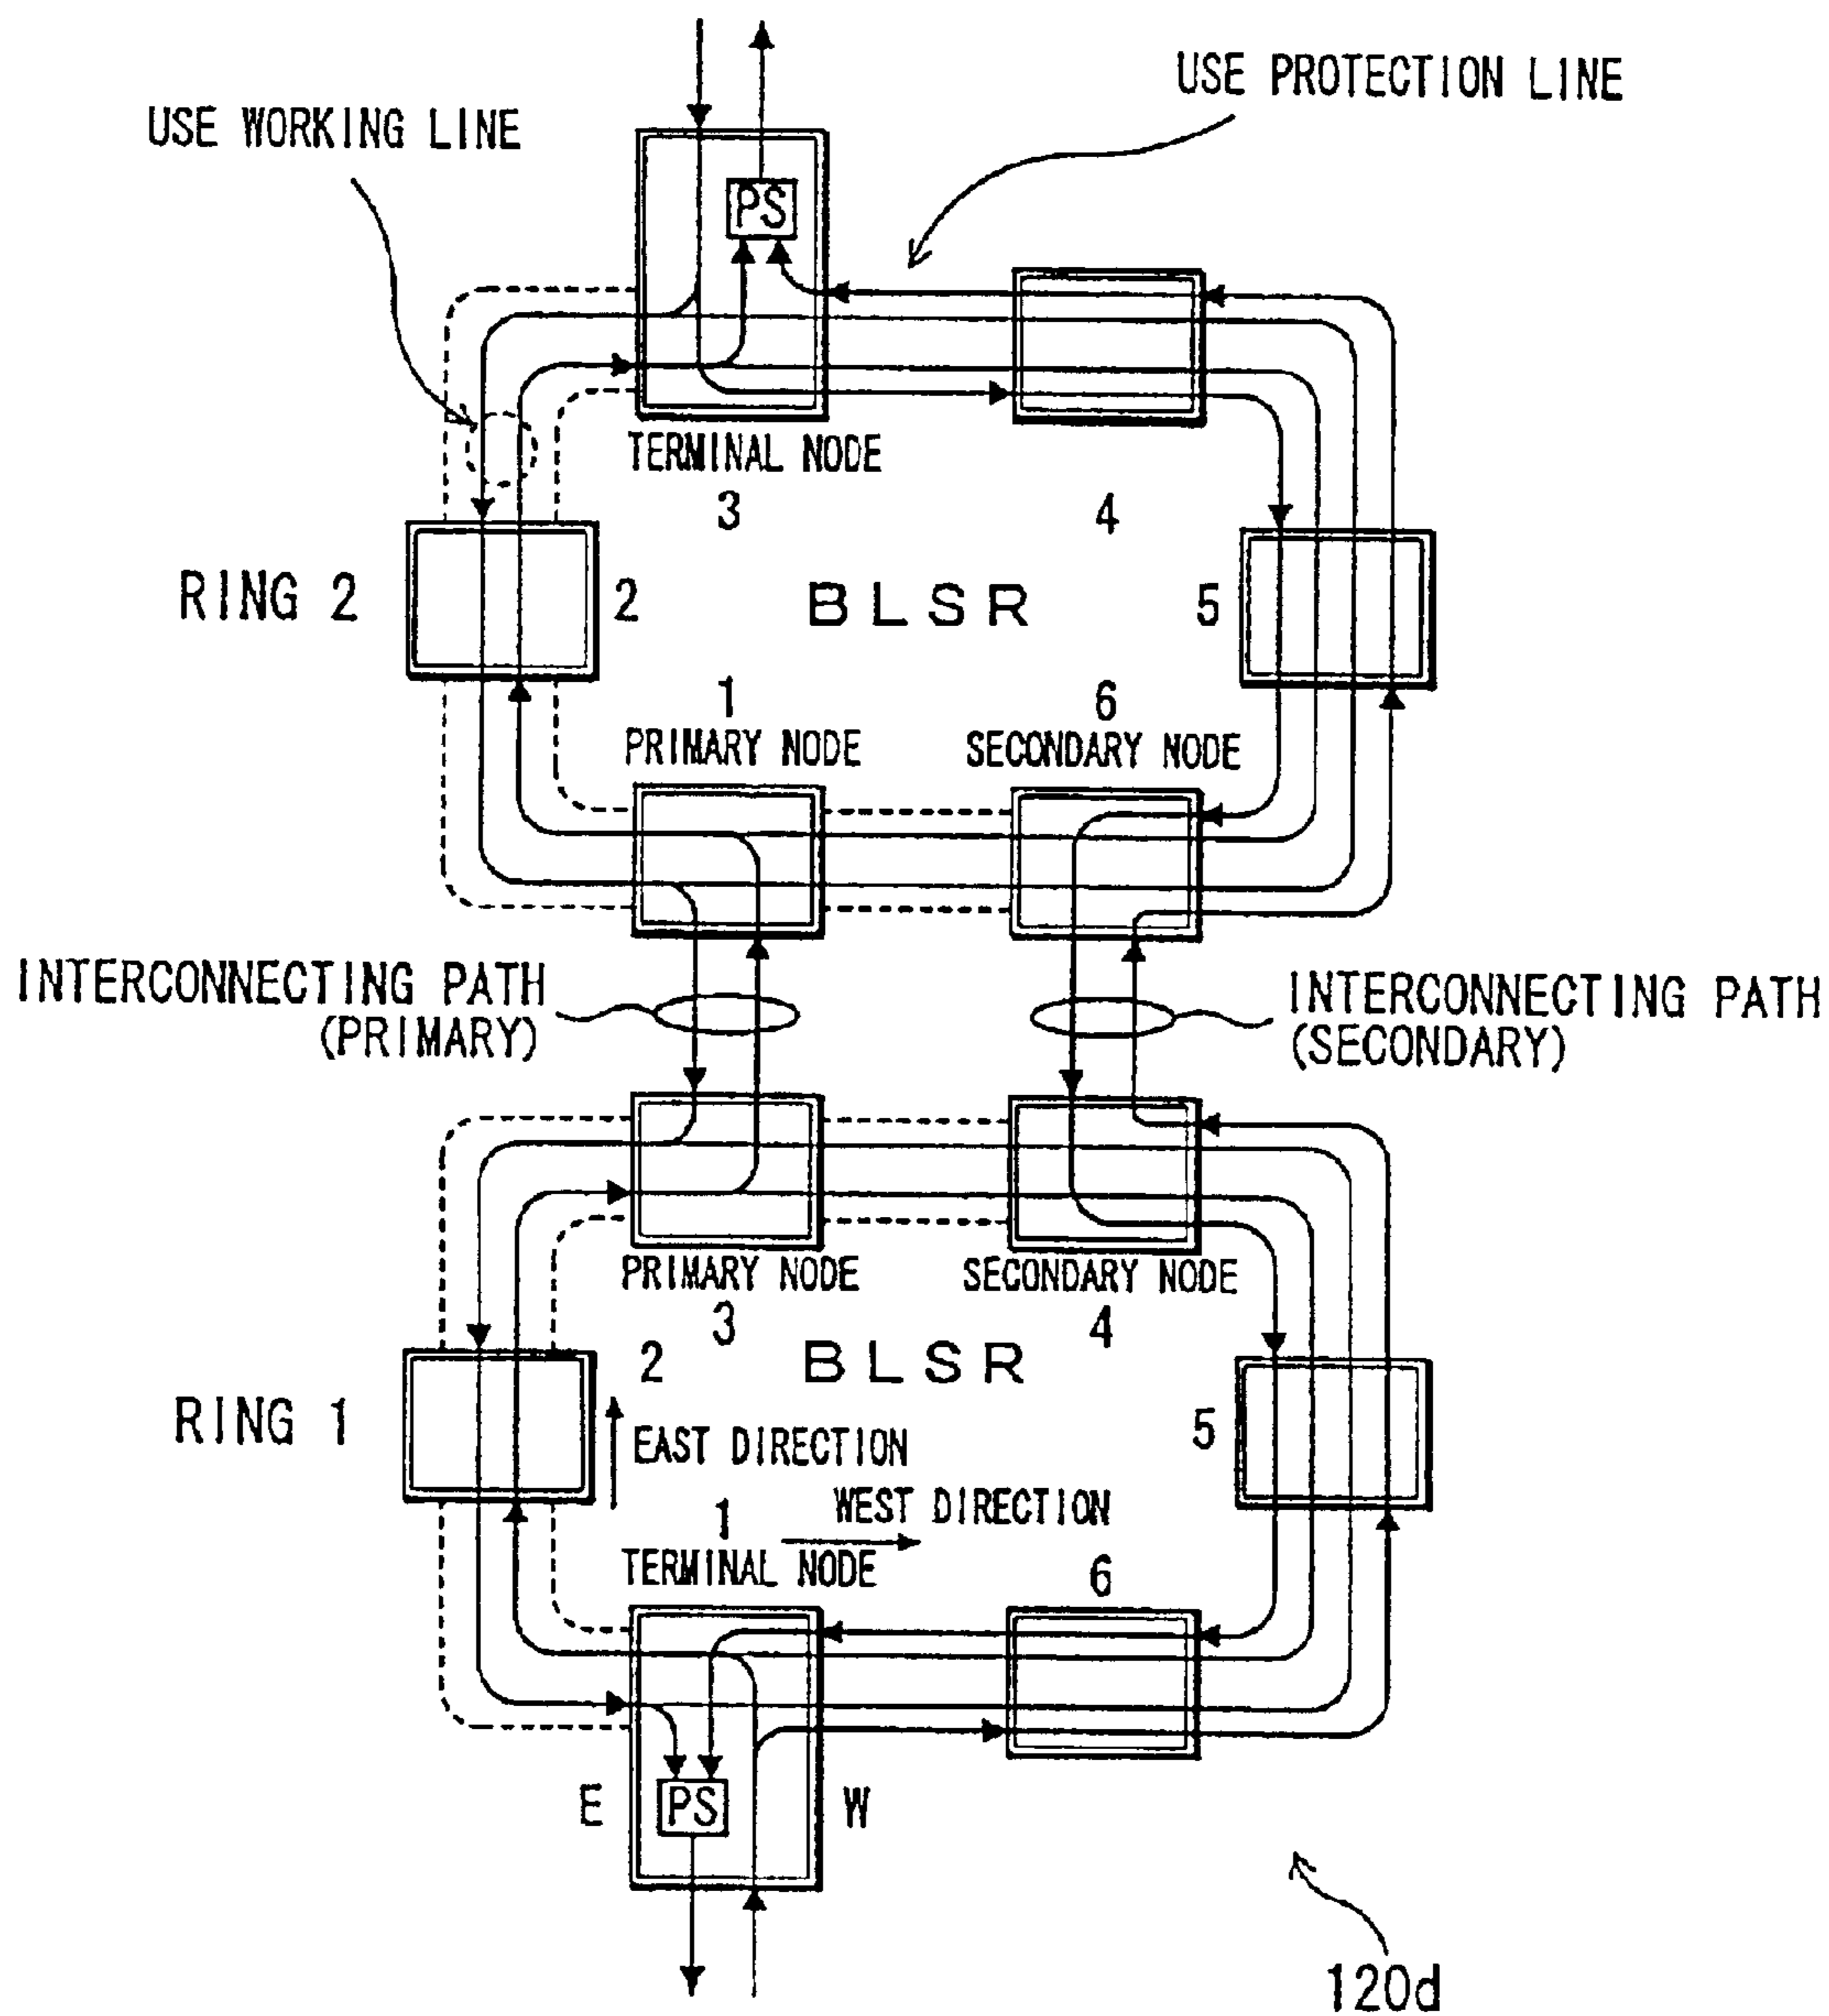 USE PROTECTION LINE
USE WORKING LINE
PS
TERMINAL NODE
3
4
RING 2
2
BLSR
5
1
PRIMARY NODE
6
SECONDARY NODE
INTERCONNECTING PATH
(PRIMARY)
INTERCONNECTING PATH
(SECONDARY)
PRIMARY NODE
3
SECONDARY NODE
4
2
BLSR
RING 1
5
EAST DIRECTION
WEST DIRECTION
1
TERMINAL NODE
6
E
PS
W
120d